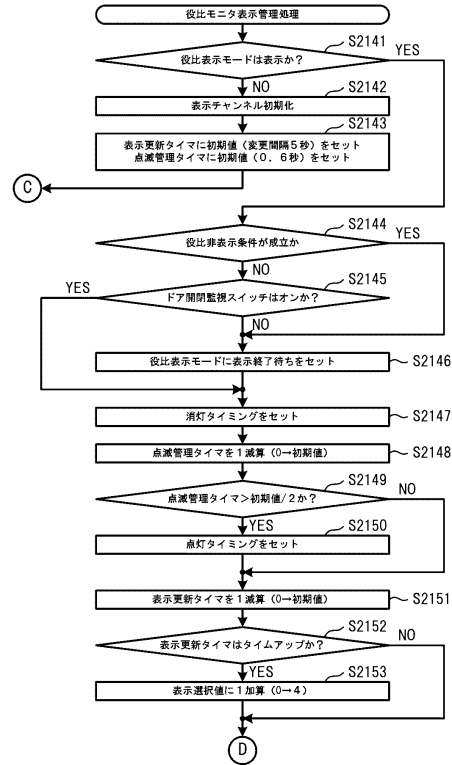 役比モニタ表示管理処理
S2141
役比表示モードは表示か？
YES
NO
S2142
表示チャンネル初期化
S2143
表示更新タイマに初期値（変更間隔５秒）をセット
点滅管理タイマに初期値（０．６秒）をセット
C
S2144
役比非表示条件が成立か
YES
NO
S2145
YES
ドア開閉監視スイッチはオンか？
NO
役比表示モードに表示終了待ちをセット
S2146
消灯タイミングをセット
S2147
点滅管理タイマを１減算（0→初期値）
S2148
S2149
点滅管理タイマ＞初期値/２か？
NO
YES
S2150
点灯タイミングをセット
表示更新タイマを１減算（0→初期値）
S2151
S2152
表示更新タイマはタイムアップか？
NO
YES
S2153
表示選択値に１加算（0→４）
D